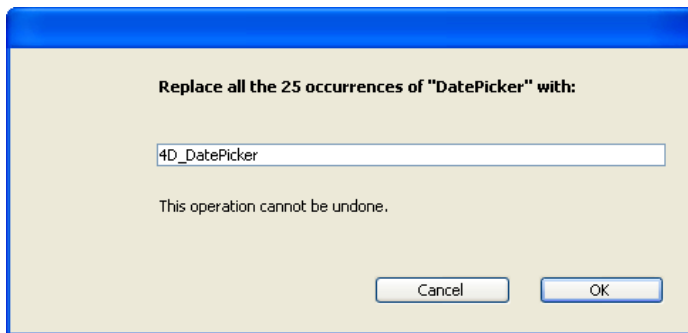 Replace all the 25 occurrences of "DatePicker" with:
4D_DatePicker
This operation cannot be undone.
Cancel OK